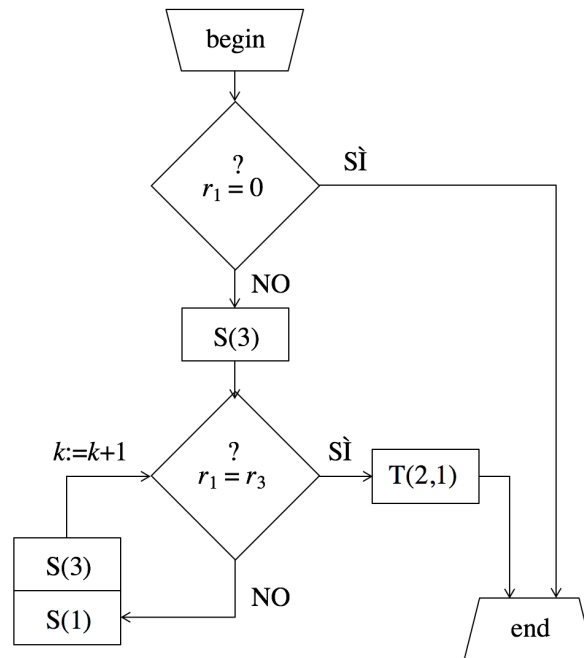 begin
?
r₁ = 0
SÌ
NO
S(3)
k:=k+1
?
r₁ = r₃
SÌ
T(2,1)
S(3)
S(1)
NO
end